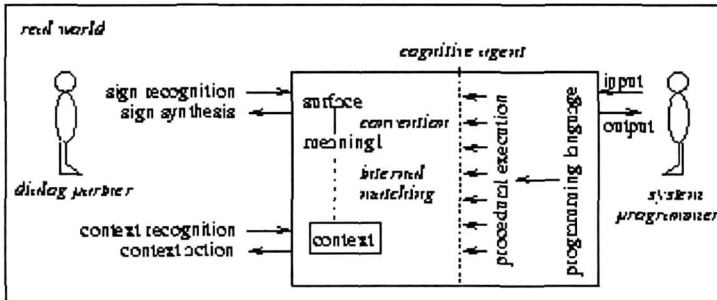 real world
cognitive agent
sign recognition
sign synthesis
surface
convention
meaning1
internal
matching
context recognition
context action
context
procedural execution
programming language
input
output
dialog partner
system
programmer